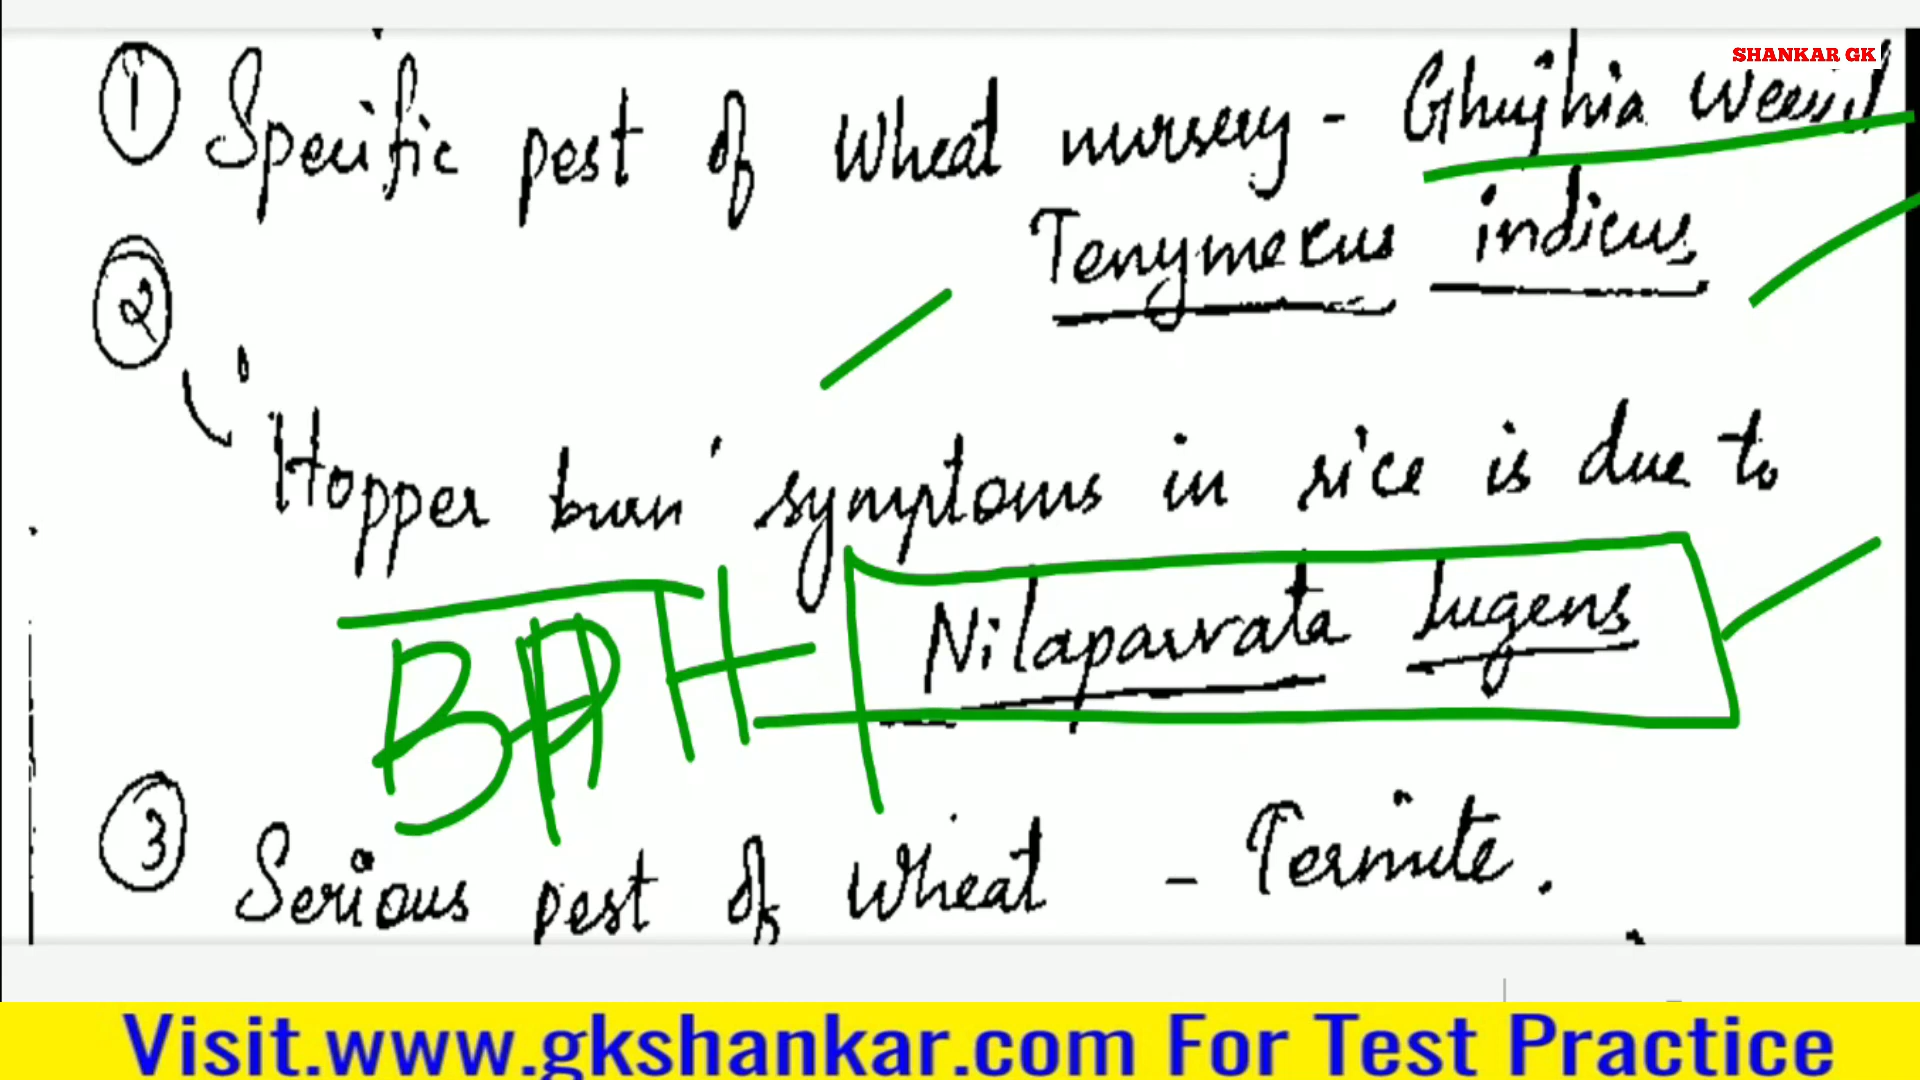 SHANKAR GK
① Specific pest of Wheat nursery - Ghujhia Weevil
Tanymecus indicus
②
'Hopper burn' symptoms in rice is due to
BPH Nilaparvata lugens
③ Serious pest of Wheat - Termite.
Visit.www.gkshankar.com For Test Practice